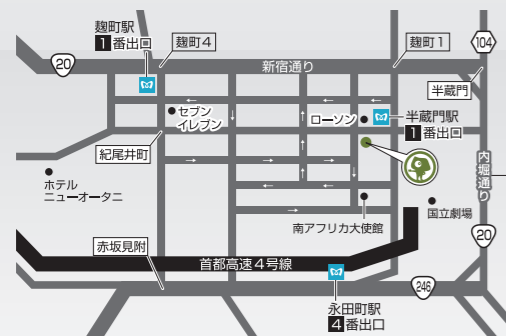 麹町駅
1番出口
麹町4
麹町1
104
20
新宿通り
半蔵門
セブン
イレブン
ローソン
半蔵門駅
1番出口
紀尾井町
内堀通り
ホテル
ニューオータニ
国立劇場
南アフリカ大使館
20
赤坂見附
首都高速4号線
246
永田町駅
4番出口